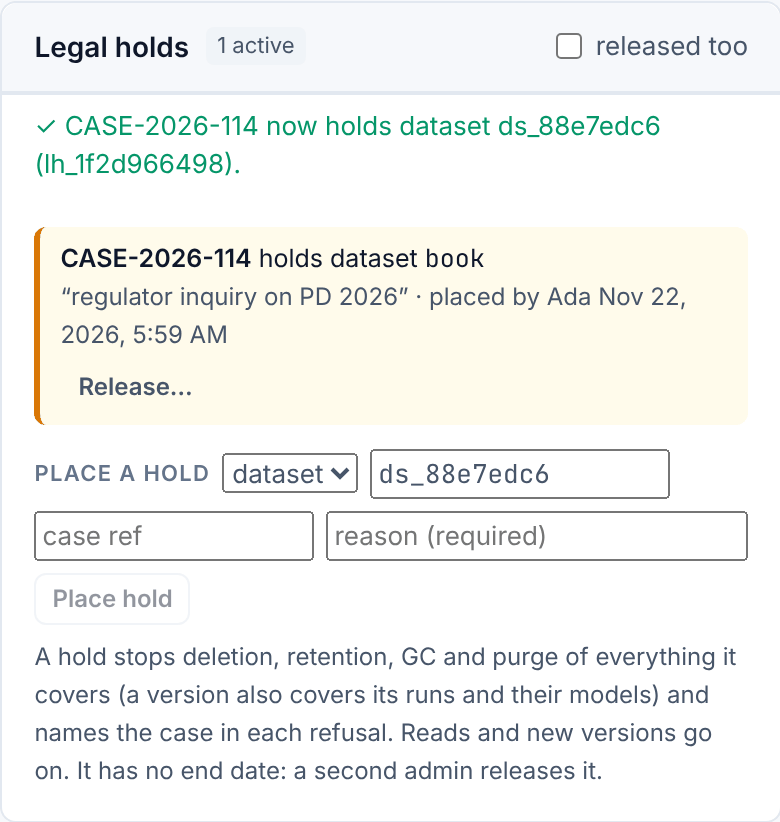 Legal holds 1 active released too
✓ CASE-2026-114 now holds dataset ds_88e7edc6
(lh_1f2d966498).
CASE-2026-114 holds dataset book
“regulator inquiry on PD 2026” · placed by Ada Nov 22,
2026, 5:59 AM
Release...
PLACE A HOLD dataset ds_88e7edc6
case ref reason (required)
Place hold
A hold stops deletion, retention, GC and purge of everything it
covers (a version also covers its runs and their models) and
names the case in each refusal. Reads and new versions go
on. It has no end date: a second admin releases it.